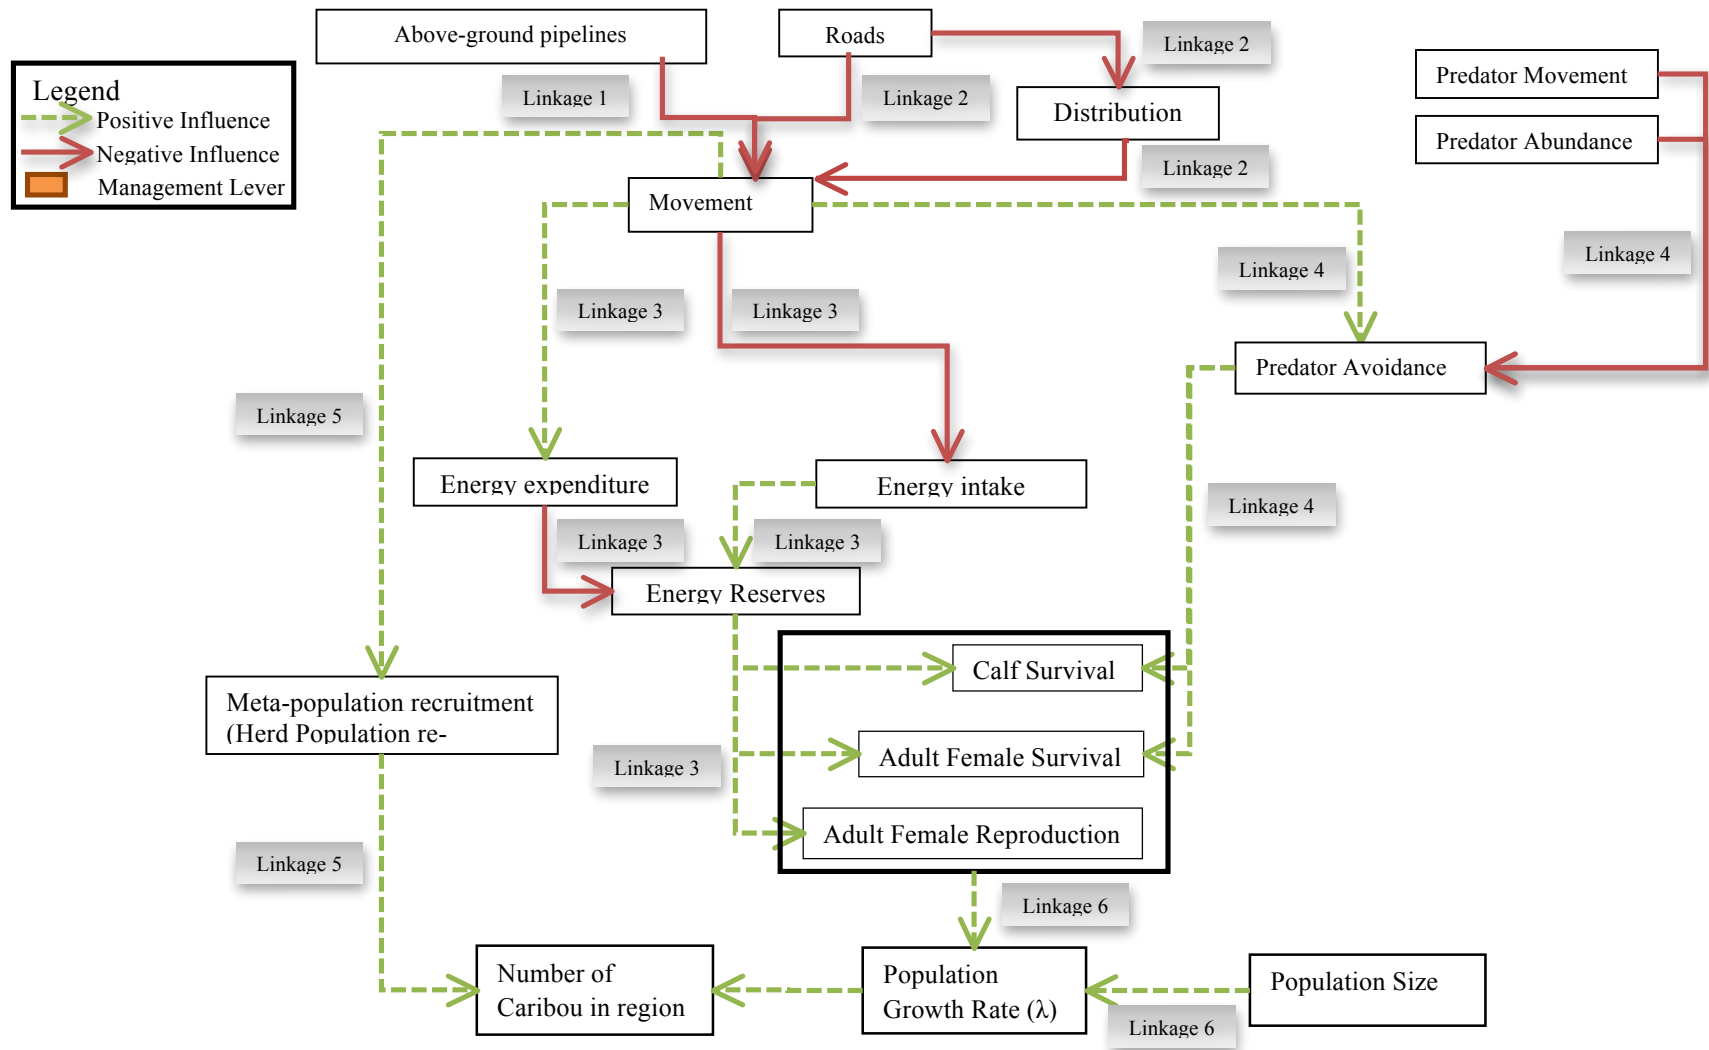 Above-ground pipelines
Roads
Linkage 2
Legend
Positive Influence
Negative Influence
Management Lever
Linkage 1
Linkage 2
Distribution
Predator Movement
Predator Abundance
Linkage 2
Movement
Linkage 4
Linkage 4
Linkage 3
Linkage 3
Predator Avoidance
Linkage 5
Energy expenditure
Energy intake
Linkage 4
Linkage 3
Linkage 3
Energy Reserves
Calf Survival
Meta-population recruitment
(Herd Population re-
Adult Female Survival
Linkage 3
Adult Female Reproduction
Linkage 5
Linkage 6
Number of
Caribou in region
Population
Growth Rate (λ)
Population Size
Linkage 6